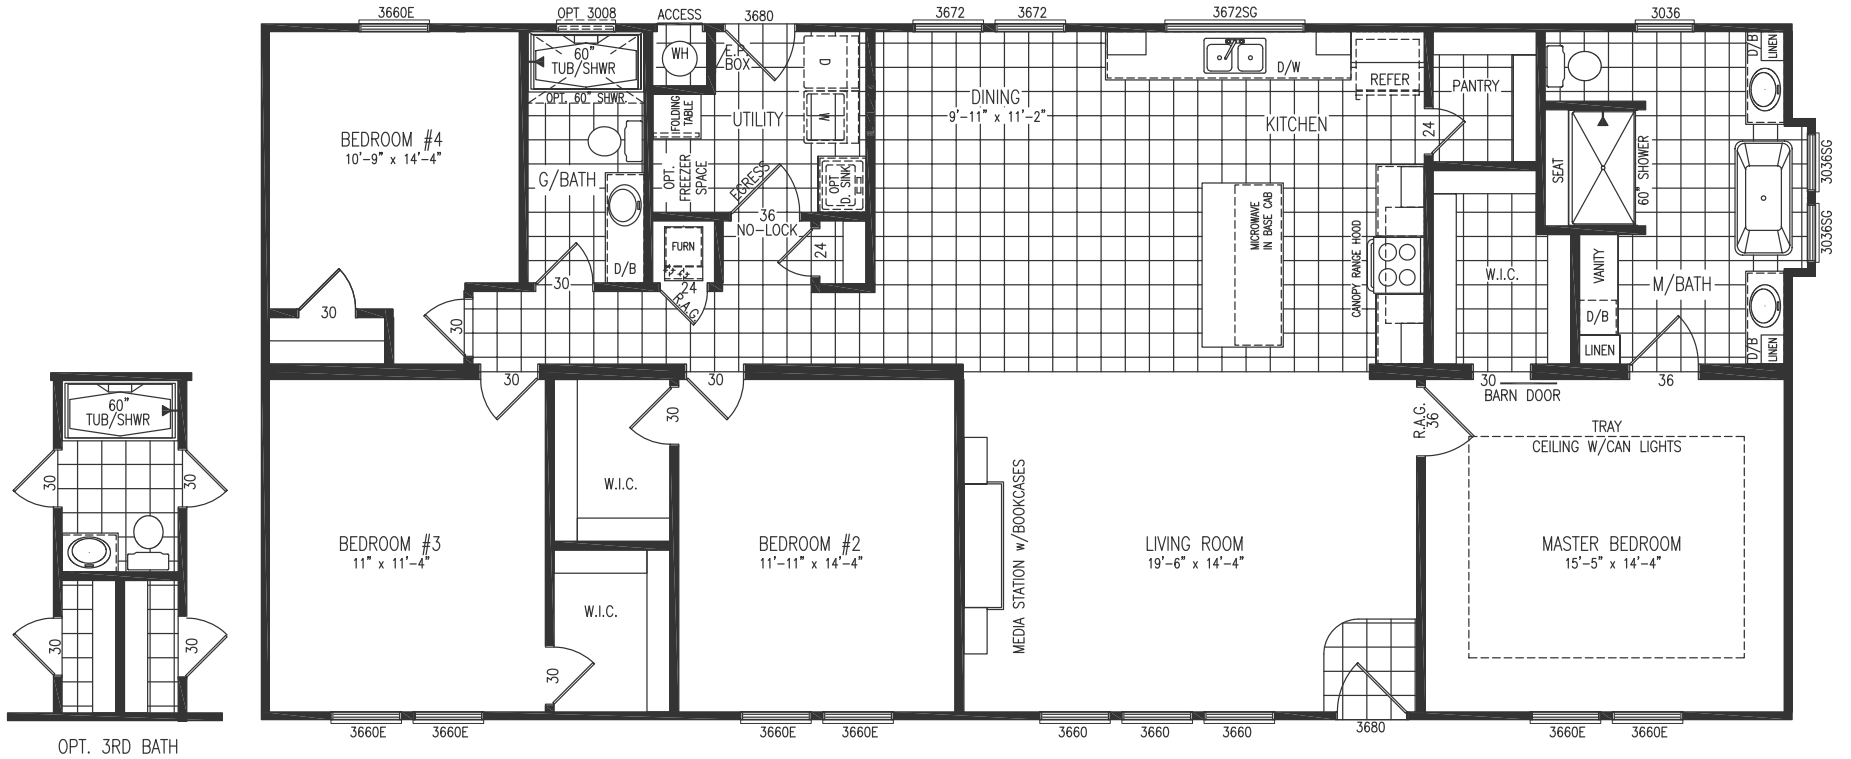 3660E
OPT 3008
ACCESS
3680
3672
3672
3672SG
3036
60"
TUB/SHWR
OPT. 60" SHWR.
WH
E.P.
BOX
D
W
FOLDING
TABLE
UTILITY
OPT.
FREEZER
SPACE
EGRESS
36
NO-LOCK
OPT
D. SINK
24
BEDROOM #4
10'-9" x 14'-4"
G/BATH
D/B
30
FURN
24
R.A.G.
30
30
DINING
9'-11" x 11'-2"
D/W
REFER
KITCHEN
MICROWAVE
IN BASE CAB
CANOPY RANGE HOOD
PANTRY
24
W.I.C.
SEAT
60" SHOWER
D/B
LINEN
3036SG
3036SG
VANITY
D/B
LINEN
M/BATH
D/B
LINEN
30
30
30
BARN DOOR
36
30
R.A.G.
36
TRAY
CEILING W/CAN LIGHTS
60"
TUB/SHWR
30
30
30
30
OPT. 3RD BATH
BEDROOM #3
11" x 11'-4"
W.I.C.
W.I.C.
30
BEDROOM #2
11'-11" x 14'-4"
MEDIA STATION w/BOOKCASES
LIVING ROOM
19'-6" x 14'-4"
MASTER BEDROOM
15'-5" x 14'-4"
3660E
3660E
3660E
3660E
3660
3660
3660
3680
3660E
3660E